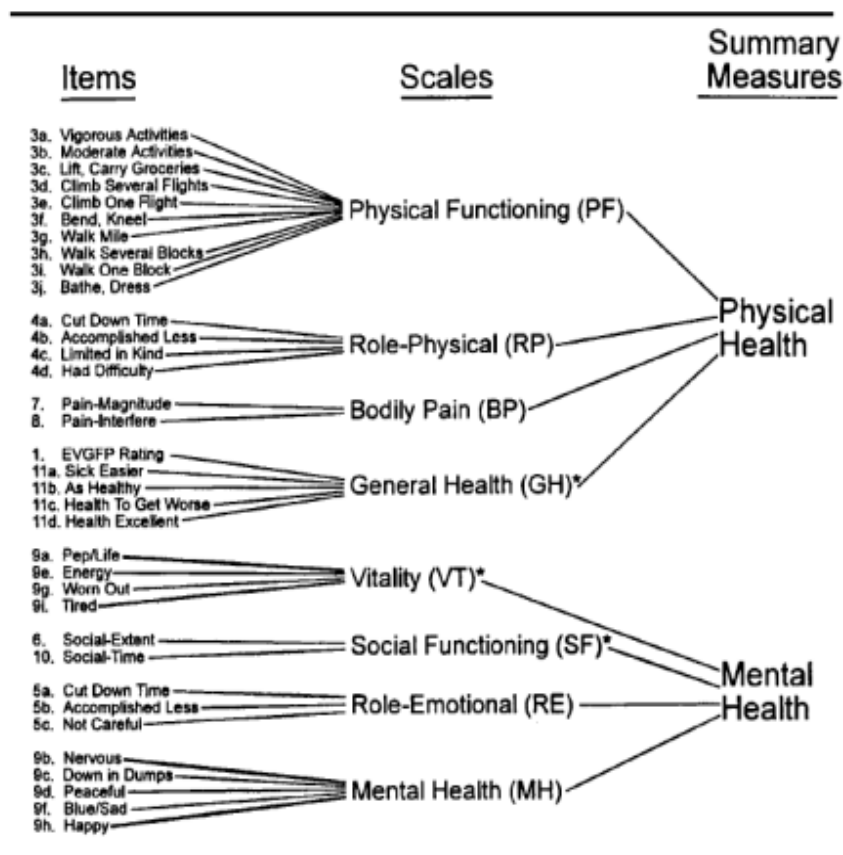 Items
Scales
Summary
Measures
3a. Vigorous Activities
3b. Moderate Activities
3c. Lift, Carry Groceries
3d. Climb Several Flights
3e. Climb One Flight
3f. Bend, Kneel
3g. Walk Mile
3h. Walk Several Blocks
3i. Walk One Block
3j. Bathe, Dress
Physical Functioning (PF)
4a. Cut Down Time
4b. Accomplished Less
4c. Limited in Kind
4d. Had Difficulty
Role-Physical (RP)
7. Pain-Magnitude
8. Pain-Interfere
Bodily Pain (BP)
1. EVGFP Rating
11a. Sick Easier
11b. As Healthy
11c. Health To Get Worse
11d. Health Excellent
General Health (GH)*
Physical
Health
9a. Pep/Life
9e. Energy
9g. Worn Out
9i. Tired
Vitality (VT)*
6. Social-Extent
10. Social-Time
Social Functioning (SF)*
5a. Cut Down Time
5b. Accomplished Less
5c. Not Careful
Role-Emotional (RE)
9b. Nervous
9c. Down in Dumps
9d. Peaceful
9f. Blue/Sad
9h. Happy
Mental Health (MH)
Mental
Health